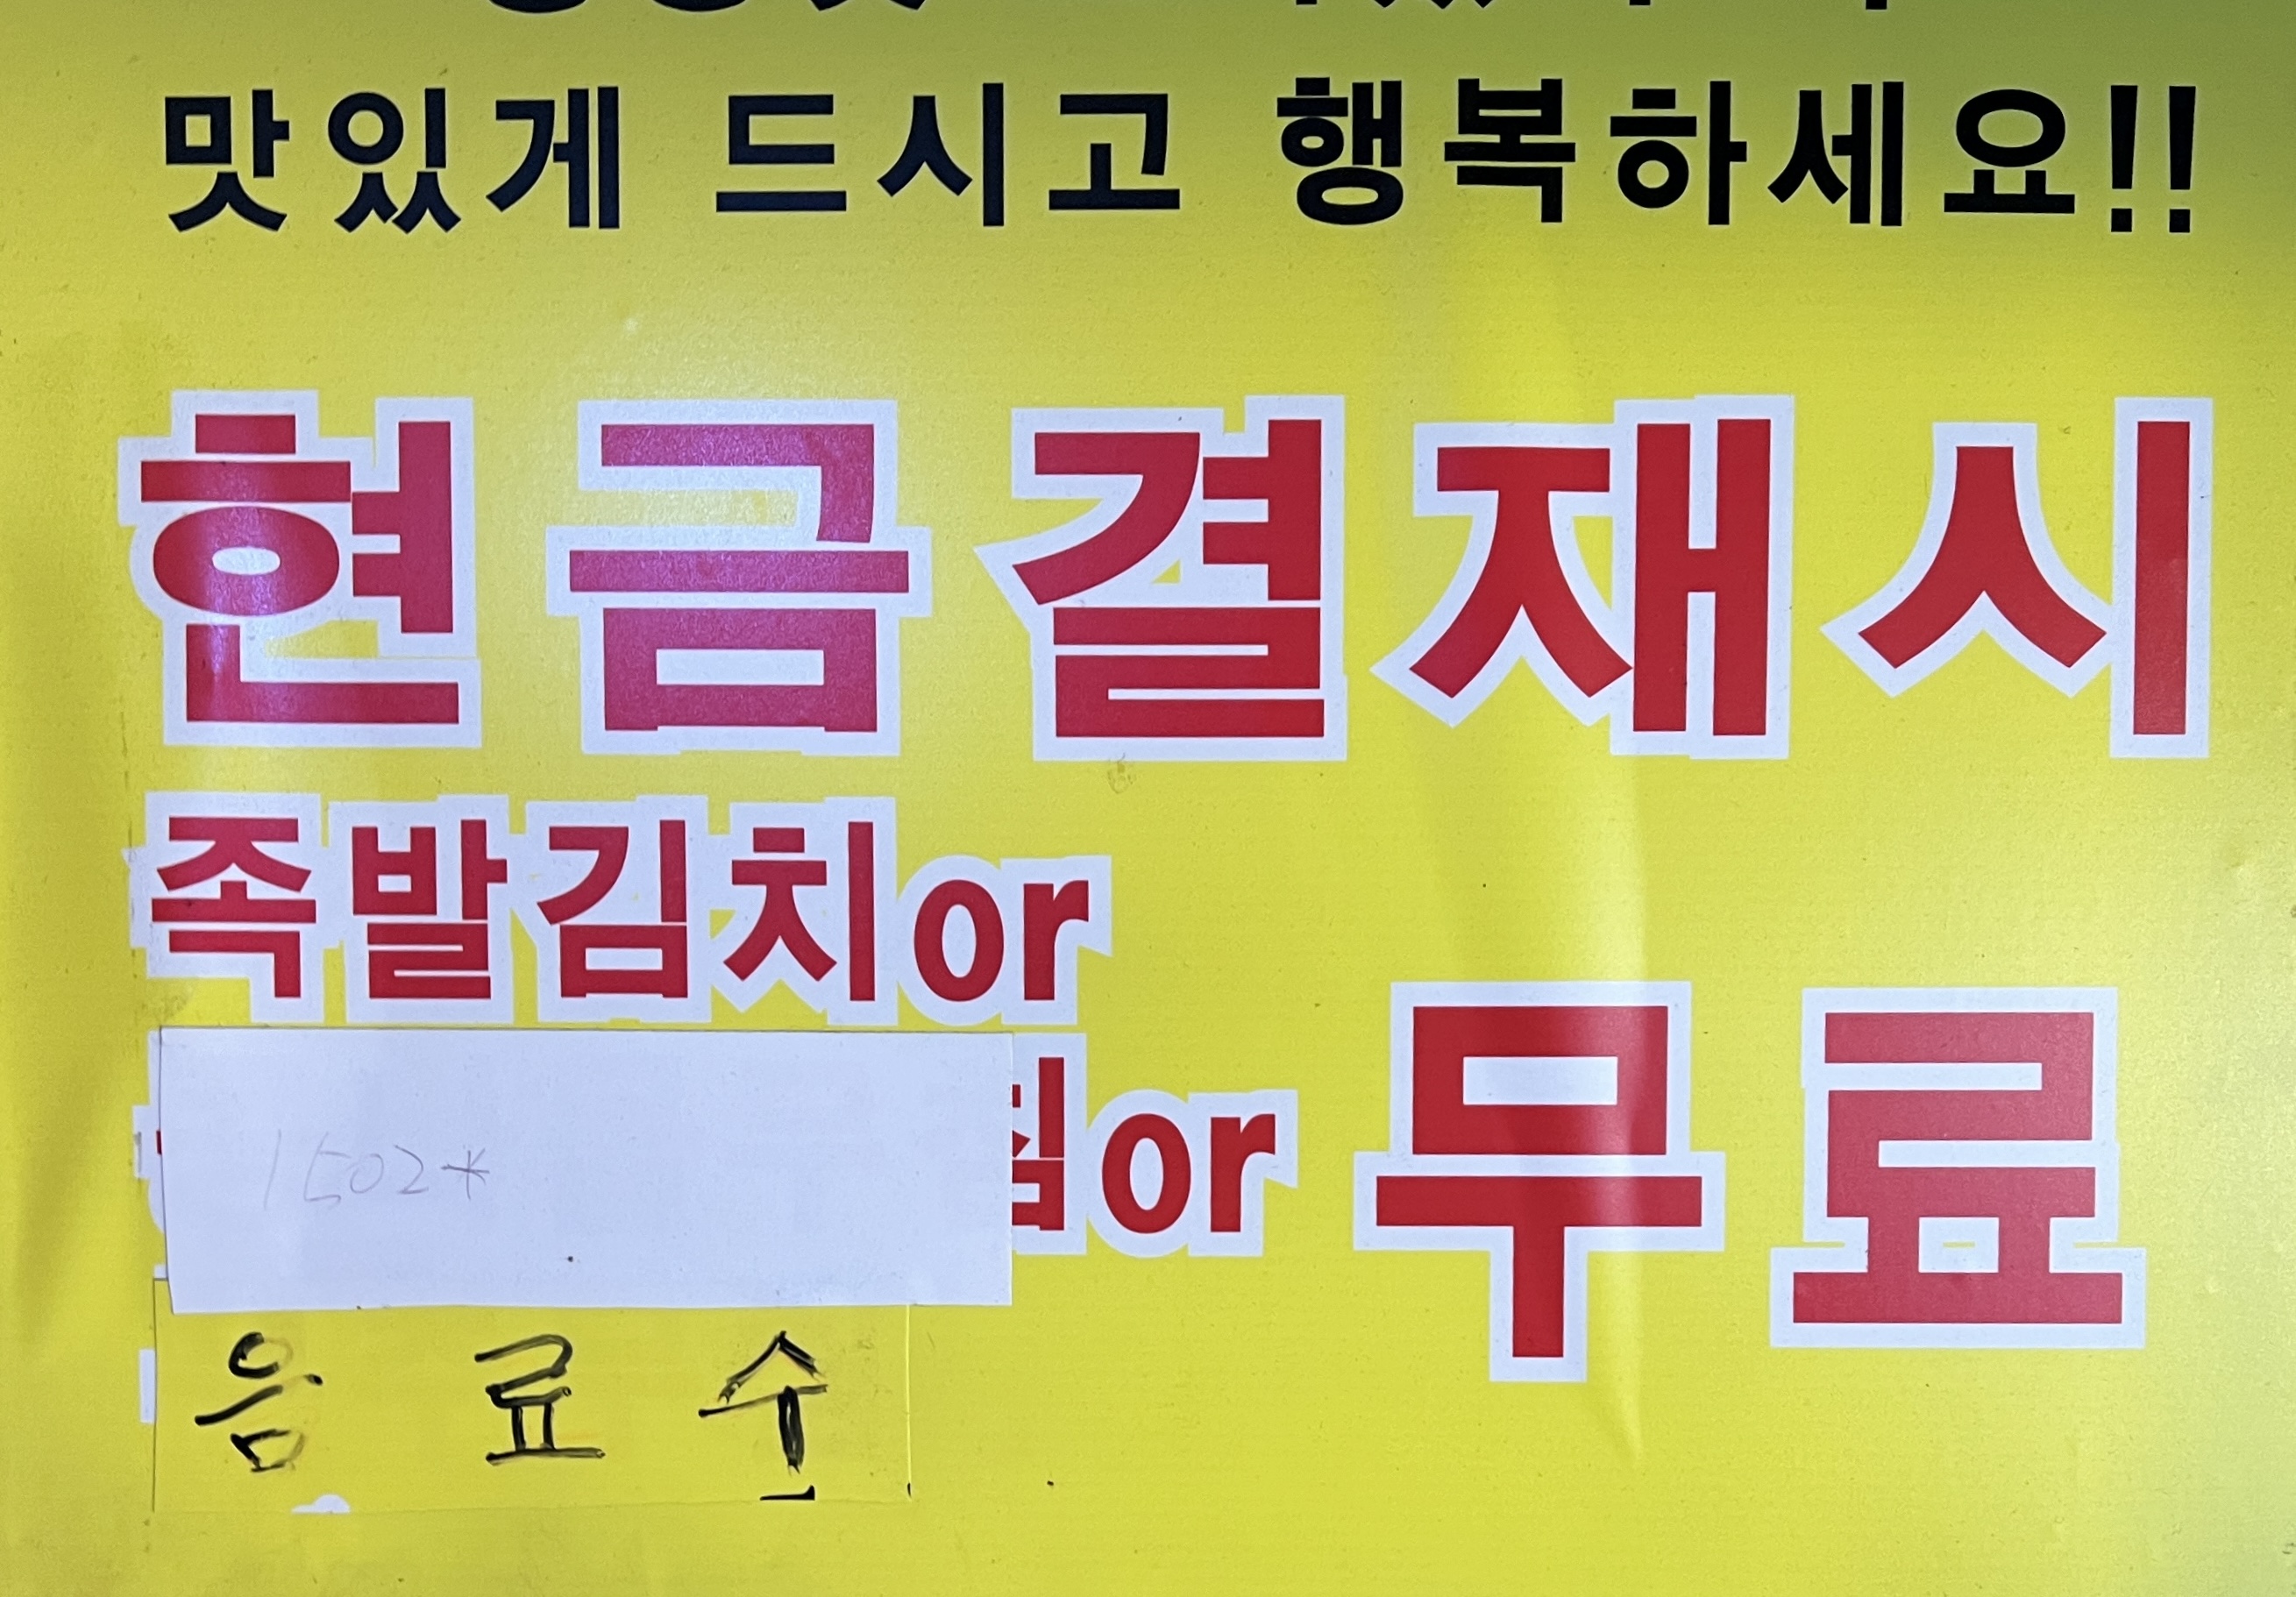 맛있게 드시고 행복하세요!!
현금결재시
족발김치or
or
무료
1502*
음료수